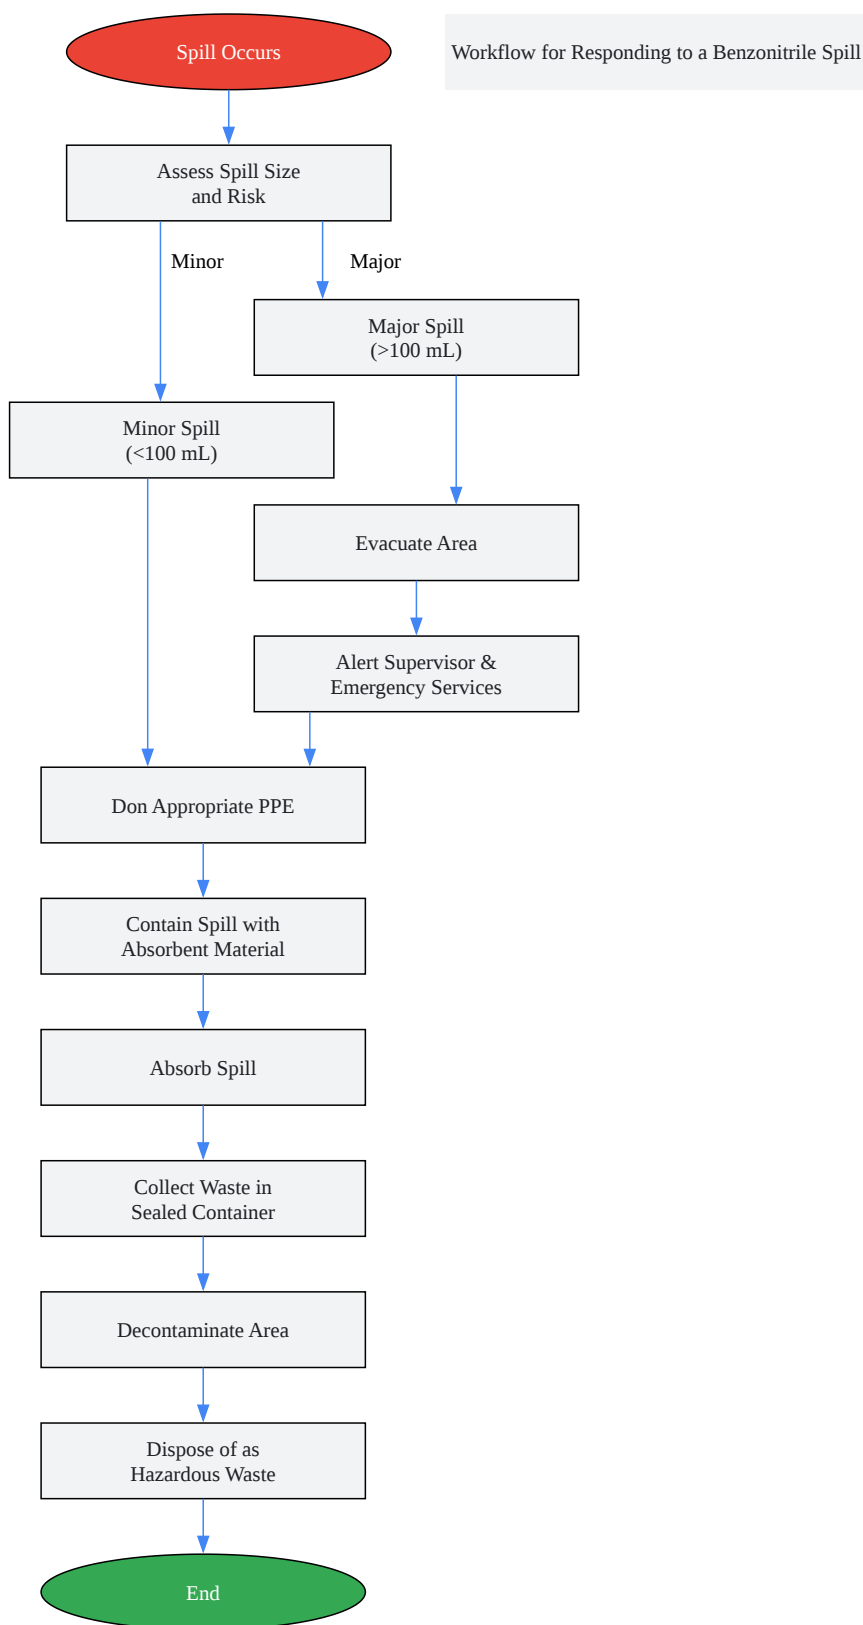 Spill Occurs
Workflow for Responding to a Benzonitrile Spill
Assess Spill Size
and Risk
Minor
Major
Major Spill
(>100 mL)
Minor Spill
(<100 mL)
Evacuate Area
Alert Supervisor &
Emergency Services
Don Appropriate PPE
Contain Spill with
Absorbent Material
Absorb Spill
Collect Waste in
Sealed Container
Decontaminate Area
Dispose of as
Hazardous Waste
End